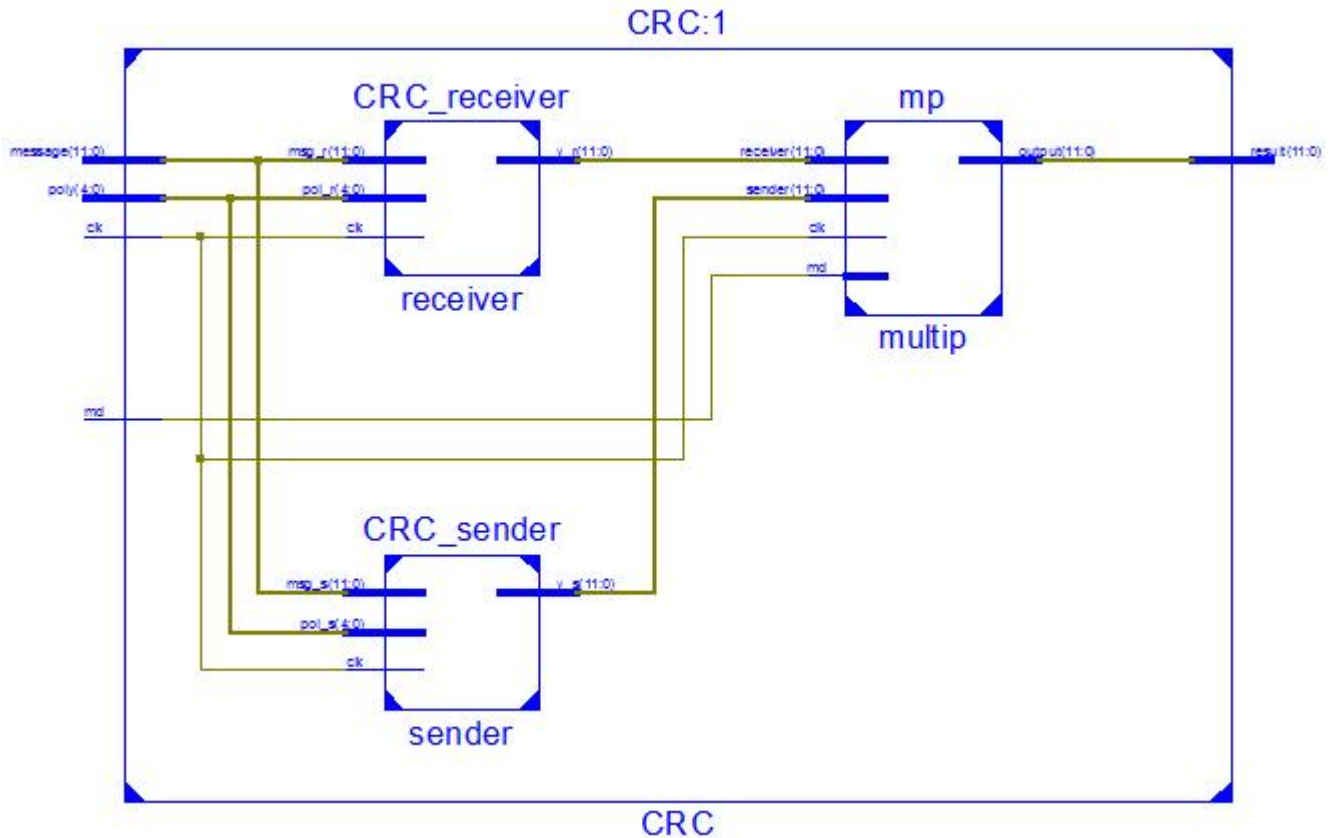 CRC:1
CRC_receiver
mp
message(11:0)
msg_r(11:0)
y_r(11:0)
receiver(11:0)
output(11:0)
result(11:0)
poly(4:0)
pol_r(4:0)
sender(11:0)
clk
clk
clk
md
receiver
multip
md
CRC_sender
msg_s(11:0)
y_s(11:0)
pol_s(4:0)
clk
sender
CRC